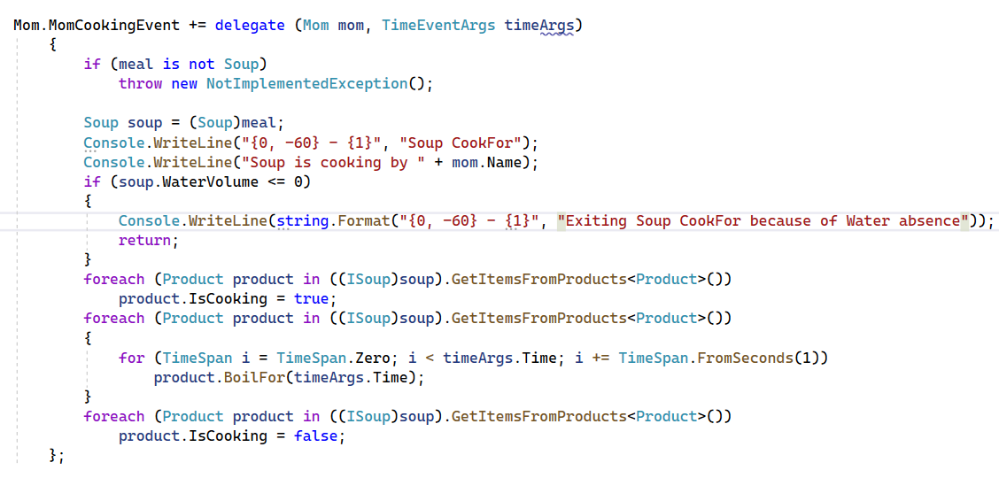 Mom.MomCookingEvent += delegate (Mom mom, TimeEventArgs timeArgs)
{
if (meal is not Soup)
throw new NotImplementedException();
Soup soup = (Soup)meal;
Console.WriteLine("{0, -60} - {1}", "Soup CookFor");
Console.WriteLine("Soup is cooking by " + mom.Name);
if (soup.WaterVolume <= 0)
{
Console.WriteLine(string.Format("{0, -60} - {1}", "Exiting Soup CookFor because of Water absence"));
return;
}
foreach (Product product in ((ISoup)soup).GetItemsFromProducts<Product>())
product.IsCooking = true;
foreach (Product product in ((ISoup)soup).GetItemsFromProducts<Product>())
{
for (TimeSpan i = TimeSpan.Zero; i < timeArgs.Time; i += TimeSpan.FromSeconds(1))
product.BoilFor(timeArgs.Time);
}
foreach (Product product in ((ISoup)soup).GetItemsFromProducts<Product>())
product.IsCooking = false;
};